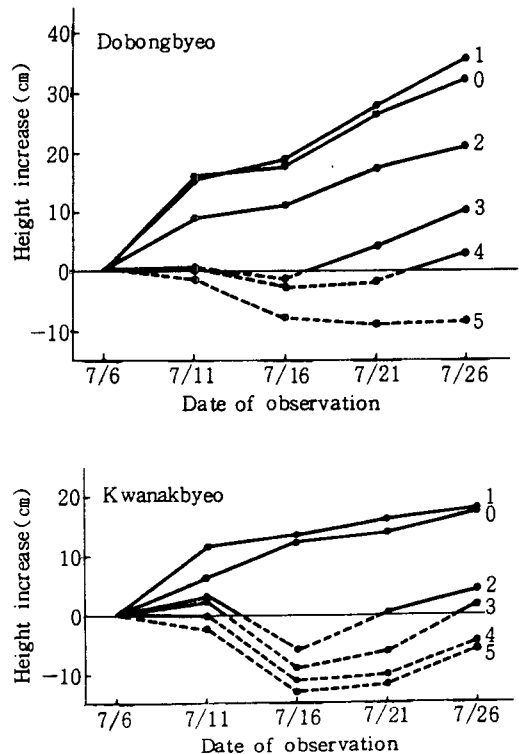 Dobongbyeo
Height increase(cm)
40
30
20
10
0
-10
1
0
2
3
4
5
7/6 7/11 7/16 7/21 7/26
Date of observation
Kwanakbyeo
Height increase(cm)
20
10
0
-10
1
0
2
3
4
5
7/6 7/11 7/16 7/21 7/26
Date of observation